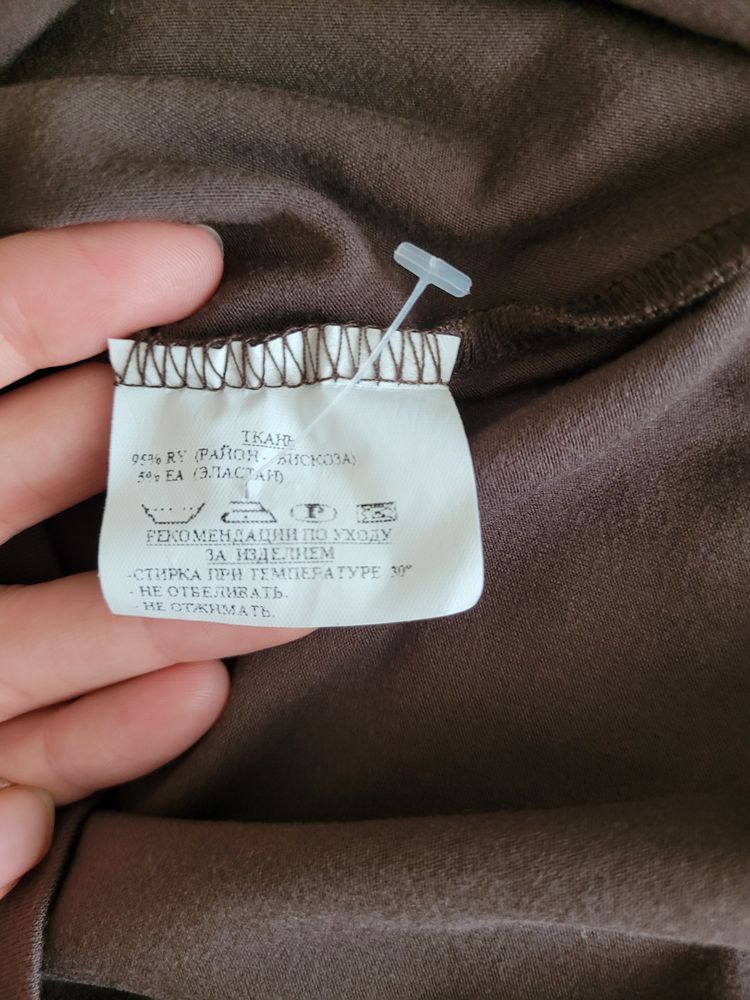 ТКАНЬ
95% RY (РАЙОН - ВИСКОЗА)
5% EA (ЭЛАСТАН)
P
РЕКОМЕНДАЦИИ ПО УХОДУ
ЗА ИЗДЕЛИЕМ
-СТИРКА ПРИ ТЕМПЕРАТУРЕ 30°
- НЕ ОТБЕЛИВАТЬ.
- НЕ ОТЖИМАТЬ.